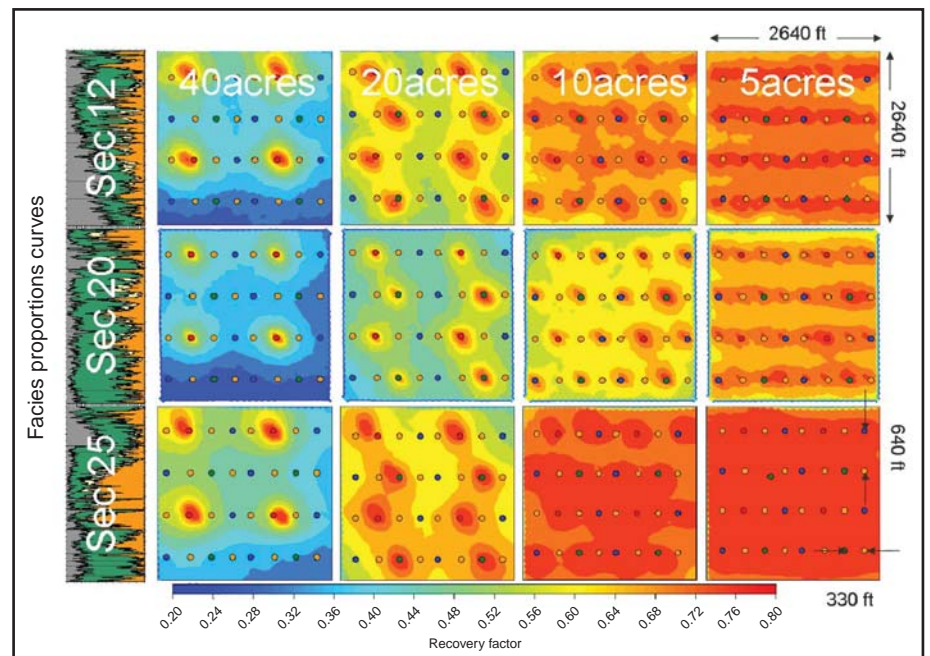 2640 ft
40acres 20acres 10acres 5acres
Facies proportions curves
Sec 12
2640 ft
Sec 20
Sec 25
640 ft
330 ft
0.20 0.24 0.28 0.32 0.36 0.40 0.44 0.48 0.52 0.56 0.60 0.64 0.68 0.72 0.76 0.80
Recovery factor